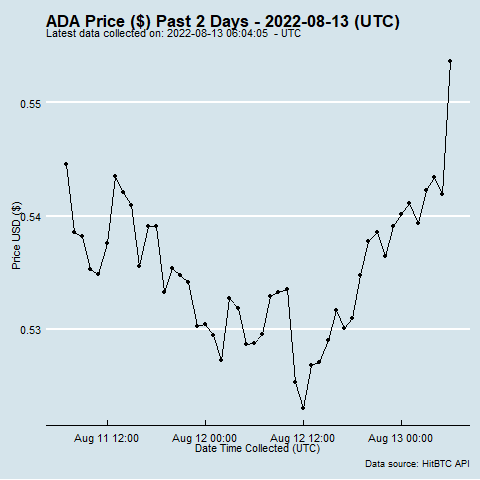 ADA Price ($) Past 2 Days - 2022-08-13 (UTC)
Latest data collected on: 2022-08-13 06:04:05 - UTC
0.55
0.54
0.53
Price USD ($)
Aug 11 12:00 Aug 12 00:00 Aug 12 12:00 Aug 13 00:00
Date Time Collected (UTC)
Data source: HitBTC API